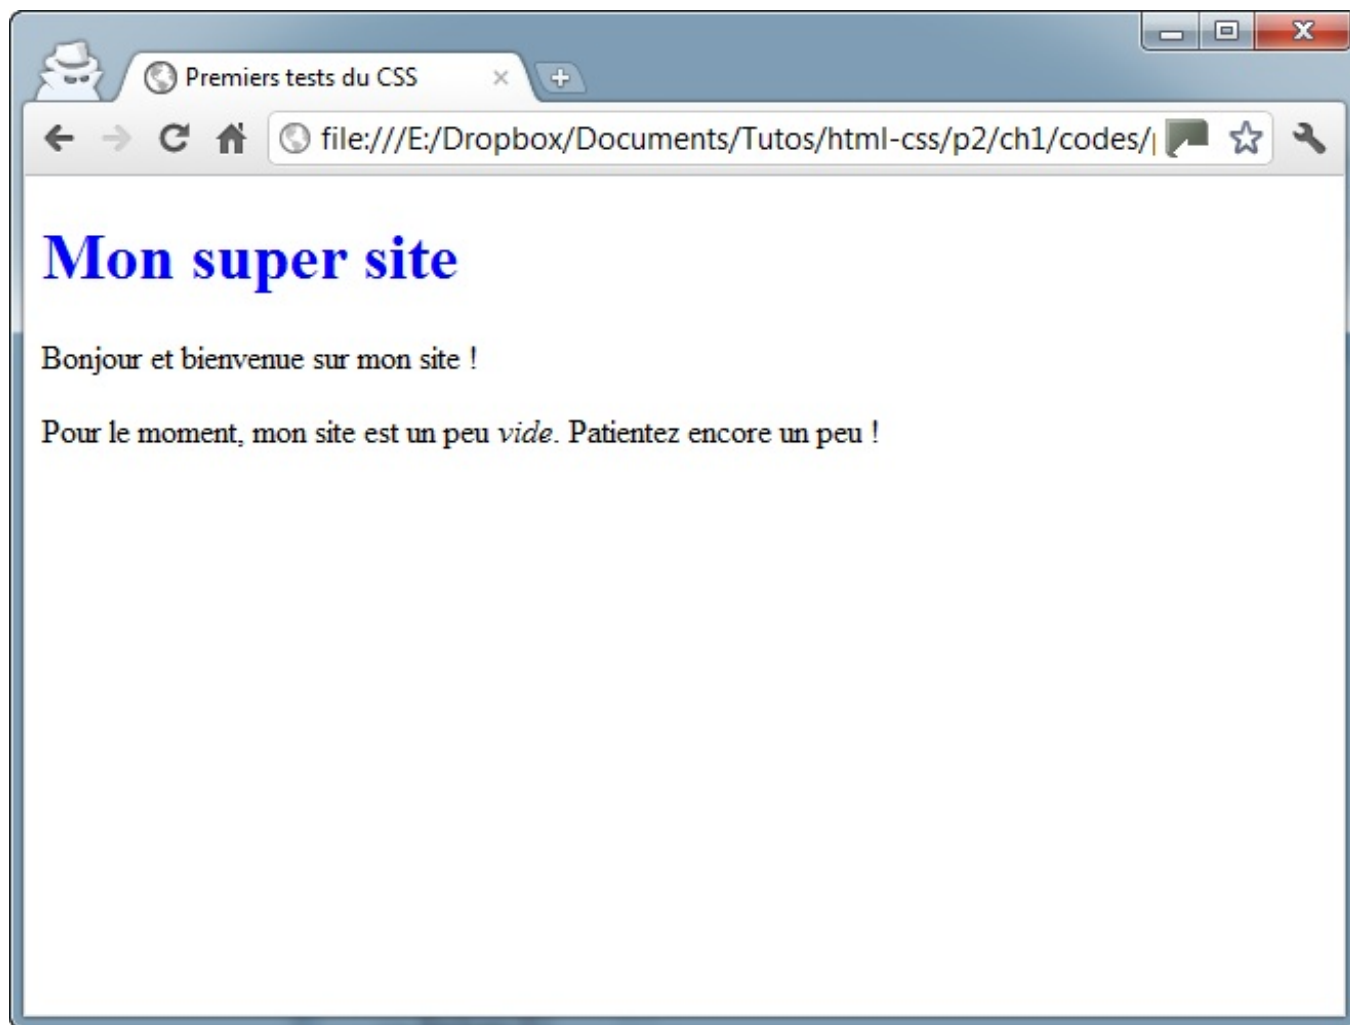 Premiers tests du CSS
file:///E:/Dropbox/Documents/Tutos/html-css/p2/ch1/codes/
Mon super site
Bonjour et bienvenue sur mon site !
Pour le moment, mon site est un peu vide. Patientez encore un peu !